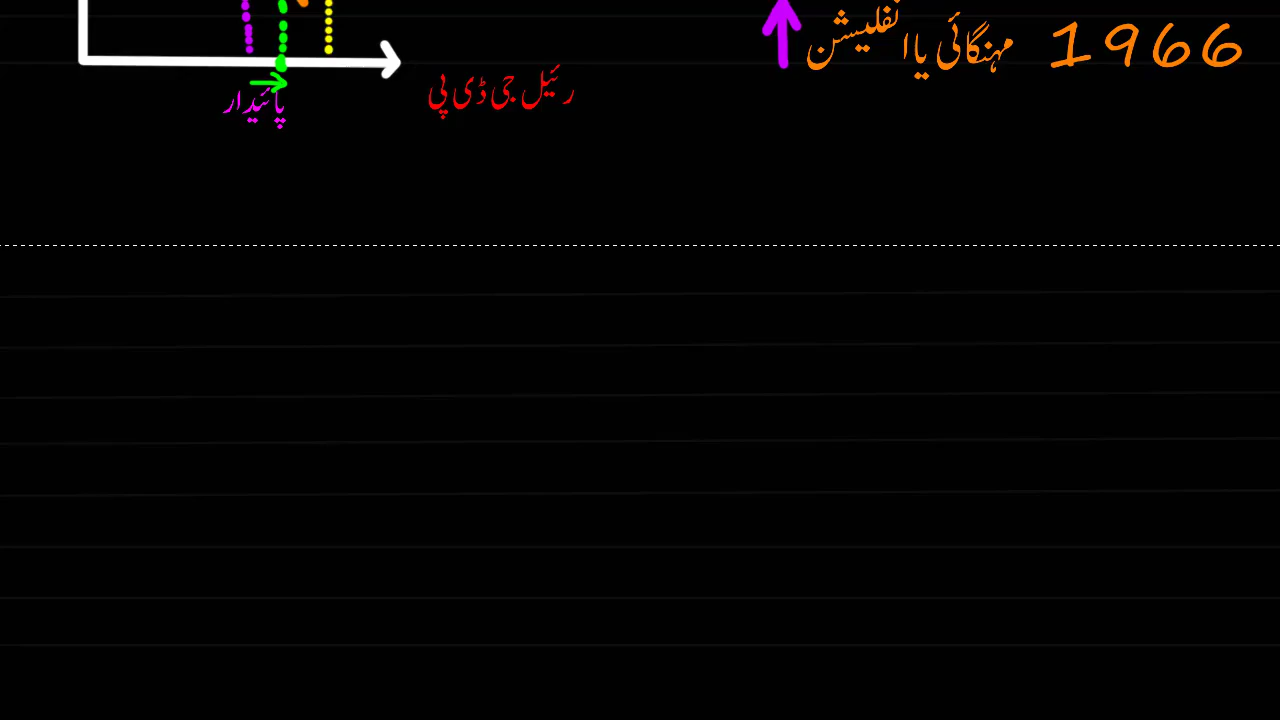 1966 مہنگائی یا انفلیشن
رئیل جی ڈی پی
پائیدار